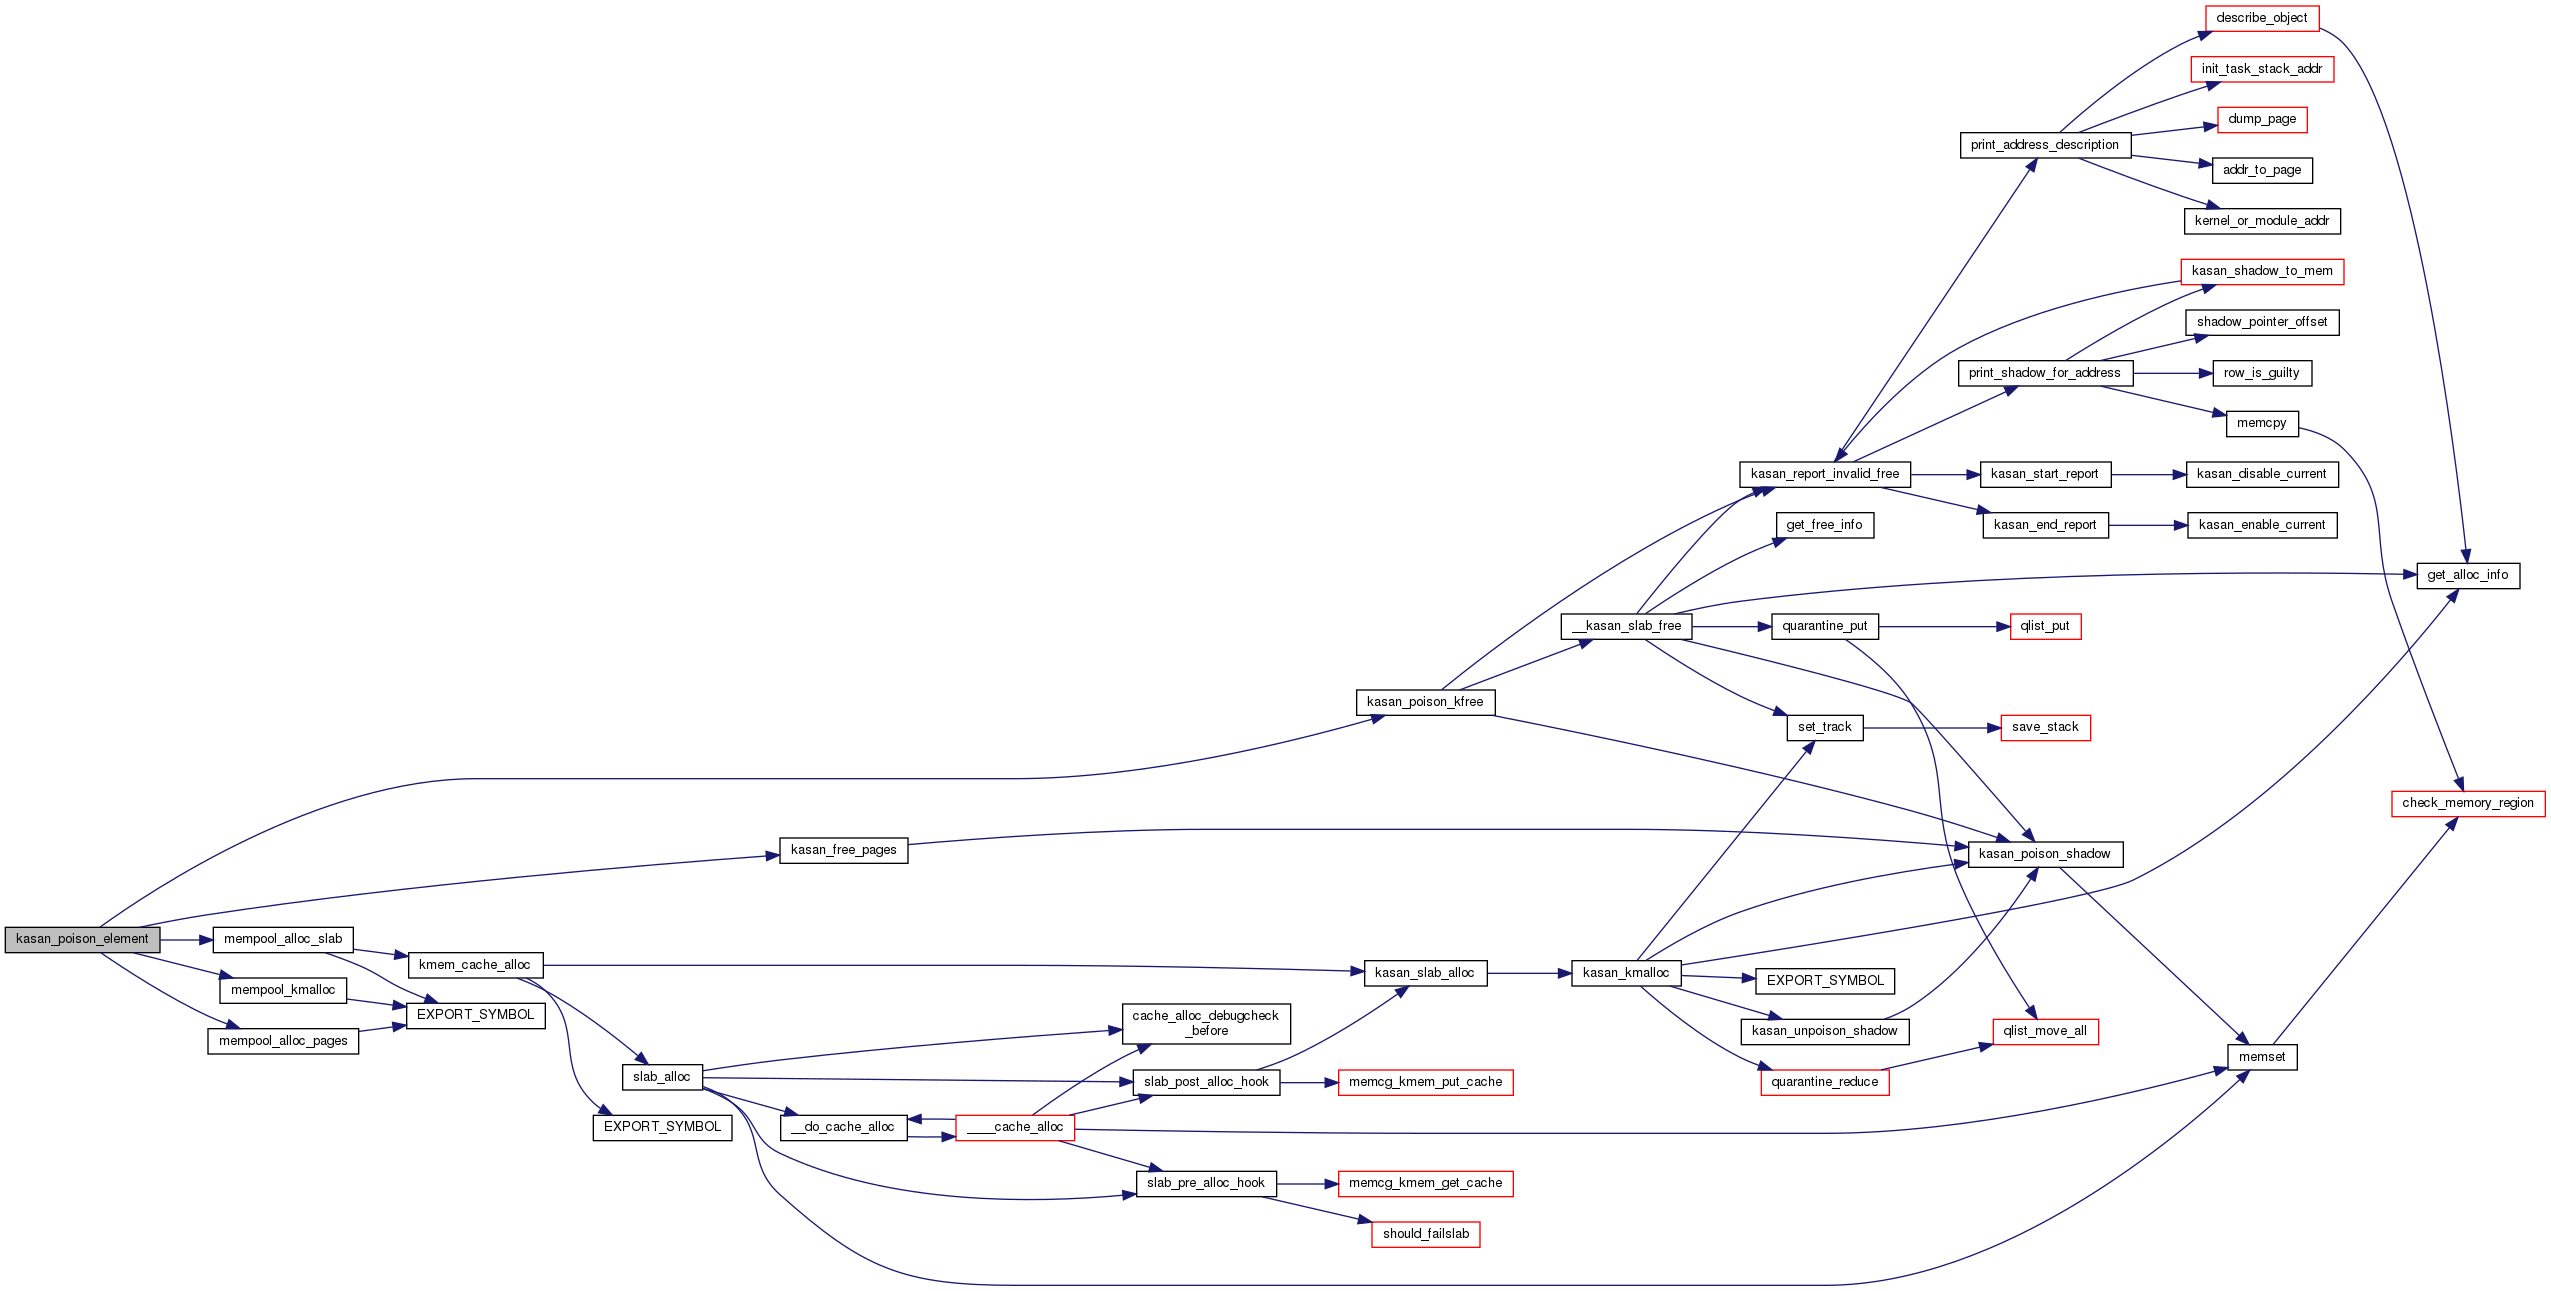 describe_object
init_task_stack_addr
dump_page
print_address_description
addr_to_page
kernel_or_module_addr
kasan_shadow_to_mem
shadow_pointer_offset
print_shadow_for_address
row_is_guilty
memcpy
kasan_report_invalid_free
kasan_start_report
kasan_disable_current
get_free_info
kasan_end_report
kasan_enable_current
get_alloc_info
__kasan_slab_free
quarantine_put
qlist_put
kasan_poison_kfree
set_track
save_stack
check_memory_region
kasan_free_pages
kasan_poison_shadow
kasan_poison_element
mempool_alloc_slab
kmem_cache_alloc
kasan_slab_alloc
kasan_kmalloc
EXPORT_SYMBOL
mempool_kmalloc
EXPORT_SYMBOL
cache_alloc_debugcheck
_before
kasan_unpoison_shadow
qlist_move_all
mempool_alloc_pages
memset
slab_alloc
slab_post_alloc_hook
memcg_kmem_put_cache
quarantine_reduce
EXPORT_SYMBOL
__do_cache_alloc
____cache_alloc
slab_pre_alloc_hook
memcg_kmem_get_cache
should_failslab